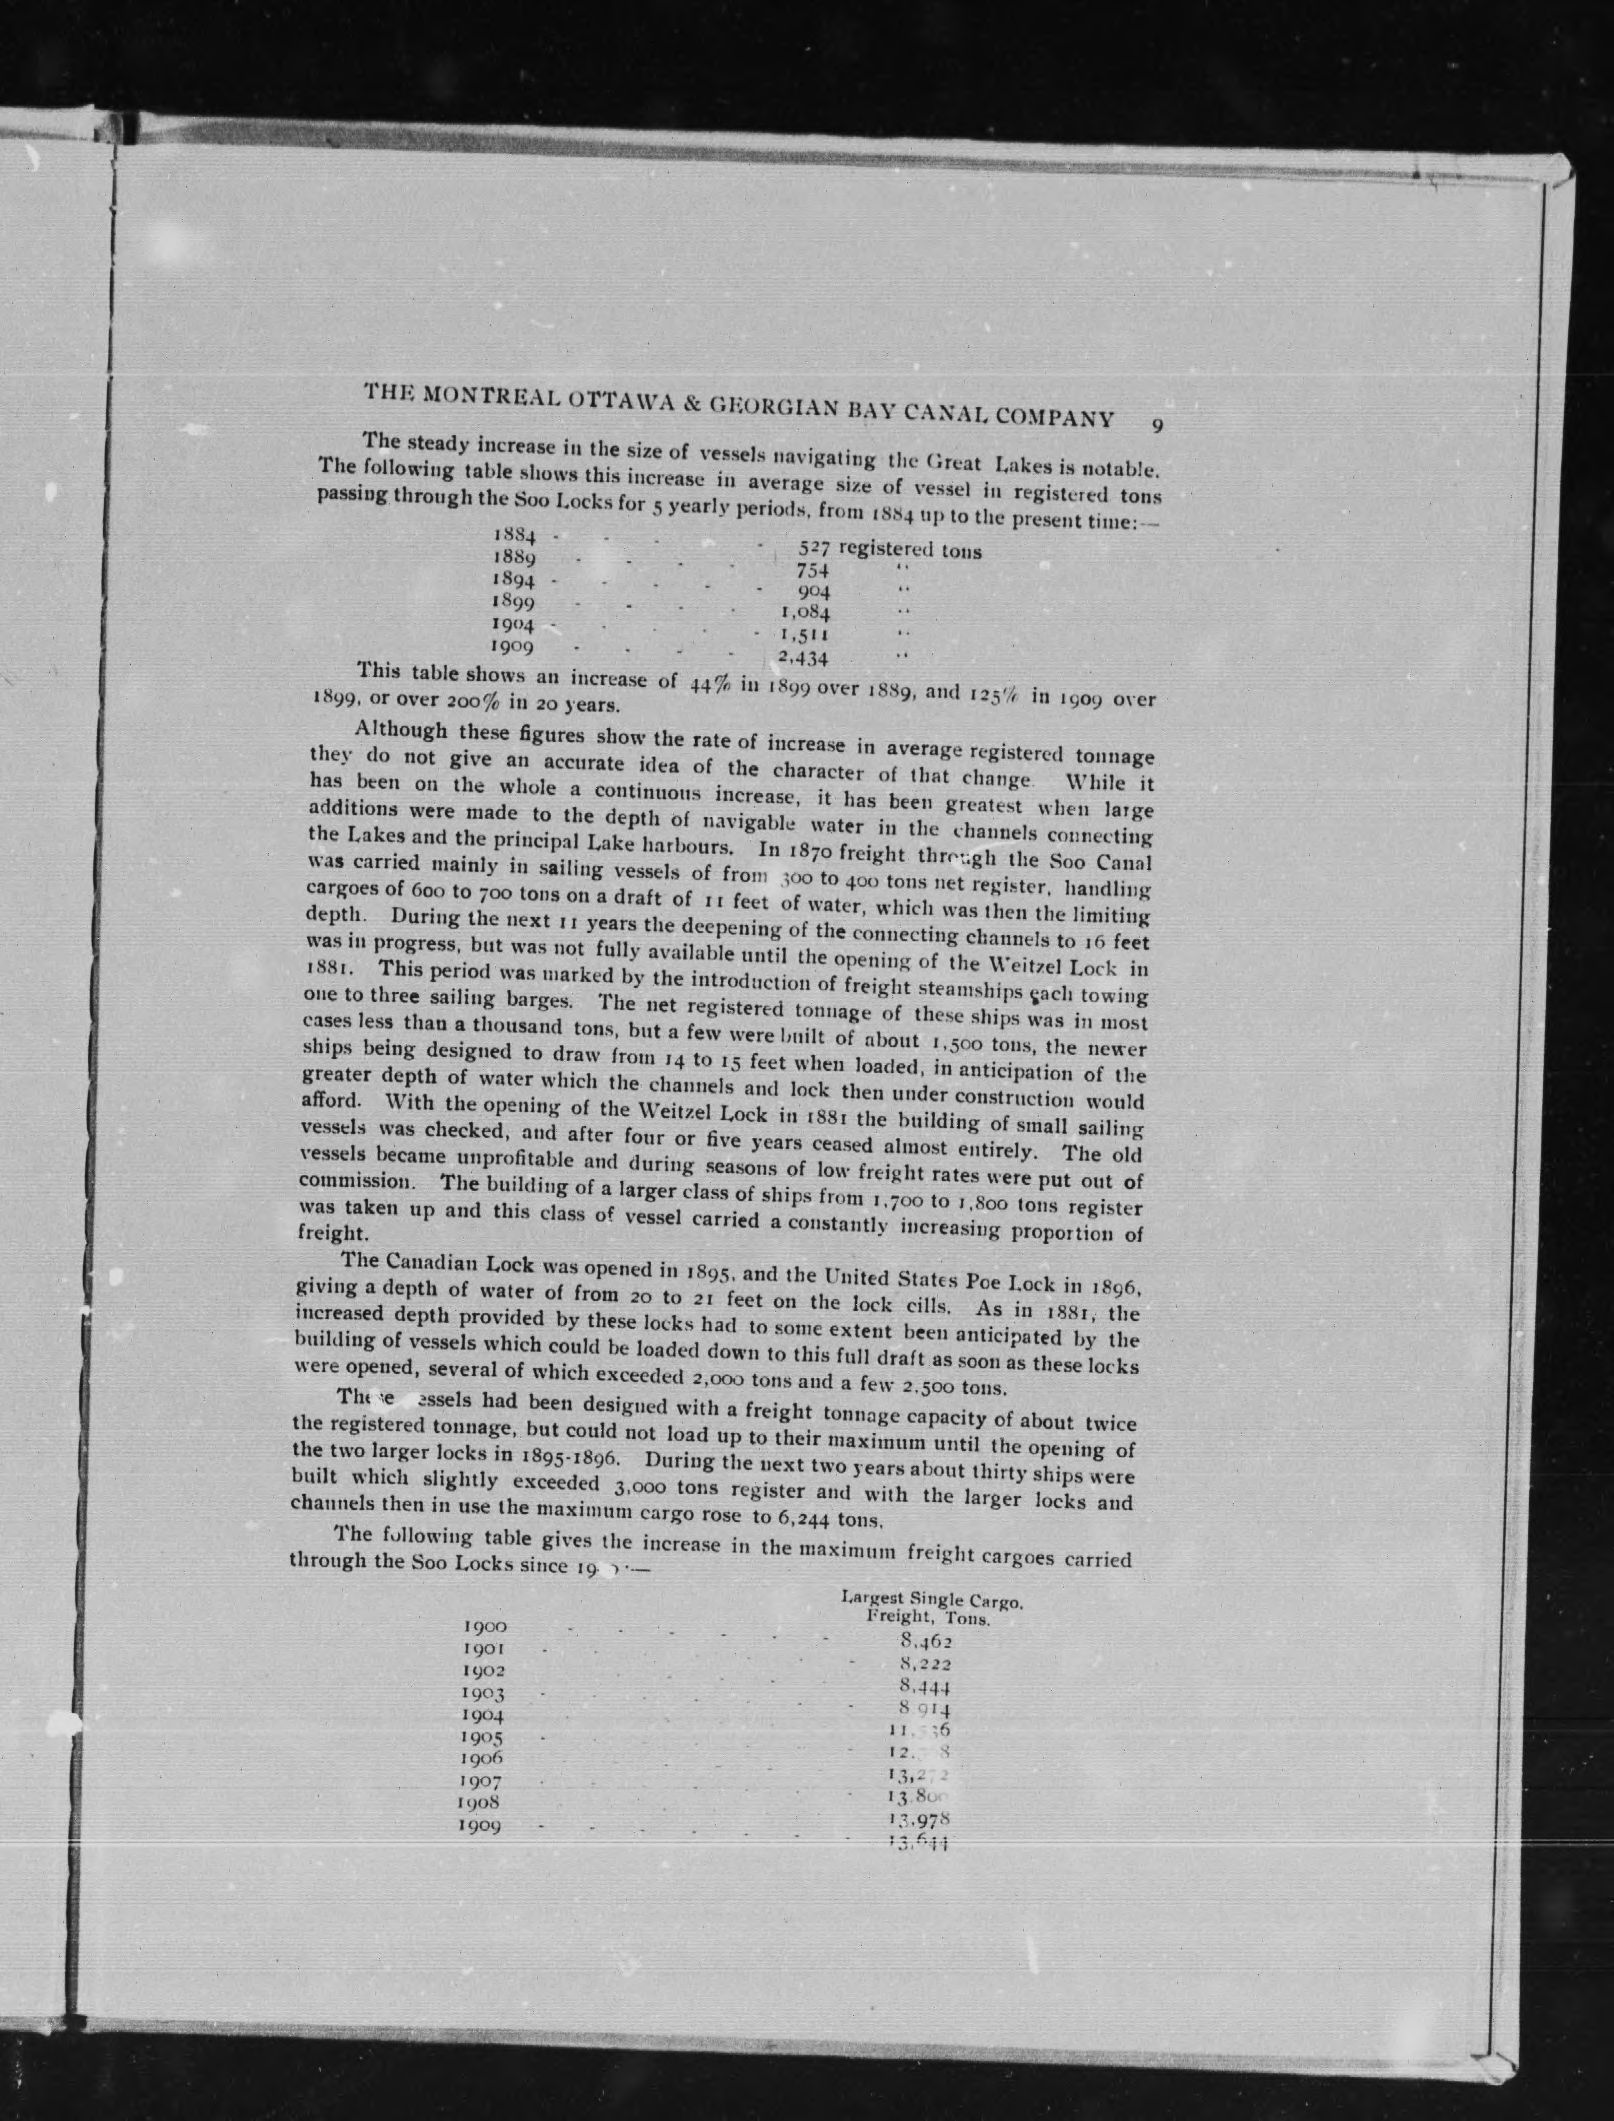 THE MONTREAL OTTAWA & GEORGIAN BAY CANAL COMPANY 9
The steady increase in the size of vessels navigating the Great Lakes is notable.
The following table shows this increase in average size of vessel in registered tons
passing through the Soo Locks for 5 yearly periods, from 1884 up to the present time:—
1884 - - - - - 527 registered tons
1889 - - - - 754 "
1894 - - - - - 904 "
1899 - - - - 1,084 "
1904 - - - - - 1,511 "
1909 - - - - 2,434 "
This table shows an increase of 44% in 1899 over 1889, and 125% in 1909 over
1899, or over 200% in 20 years.
Although these figures show the rate of increase in average registered tonnage
they do not give an accurate idea of the character of that change. While it
has been on the whole a continuous increase, it has been greatest when large
additions were made to the depth of navigable water in the channels connecting
the Lakes and the principal Lake harbours. In 1870 freight through the Soo Canal
was carried mainly in sailing vessels of from 300 to 400 tons net register, handling
cargoes of 600 to 700 tons on a draft of 11 feet of water, which was then the limiting
depth. During the next 11 years the deepening of the connecting channels to 16 feet
was in progress, but was not fully available until the opening of the Weitzel Lock in
1881. This period was marked by the introduction of freight steamships each towing
one to three sailing barges. The net registered tonnage of these ships was in most
cases less than a thousand tons, but a few were built of about 1,500 tons, the newer
ships being designed to draw from 14 to 15 feet when loaded, in anticipation of the
greater depth of water which the channels and lock then under construction would
afford. With the opening of the Weitzel Lock in 1881 the building of small sailing
vessels was checked, and after four or five years ceased almost entirely. The old
vessels became unprofitable and during seasons of low freight rates were put out of
commission. The building of a larger class of ships from 1,700 to 1,800 tons register
was taken up and this class of vessel carried a constantly increasing proportion of
freight.
The Canadian Lock was opened in 1895, and the United States Poe Lock in 1896,
giving a depth of water of from 20 to 21 feet on the lock cills. As in 1881, the
increased depth provided by these locks had to some extent been anticipated by the
building of vessels which could be loaded down to this full draft as soon as these locks
were opened, several of which exceeded 2,000 tons and a few 2,500 tons.
These vessels had been designed with a freight tonnage capacity of about twice
the registered tonnage, but could not load up to their maximum until the opening of
the two larger locks in 1895-1896. During the next two years about thirty ships were
built which slightly exceeded 3,000 tons register and with the larger locks and
channels then in use the maximum cargo rose to 6,244 tons.
The following table gives the increase in the maximum freight cargoes carried
through the Soo Locks since :—
Largest Single Cargo.
Freight, Tons.
1900 - - - - - - 8,462
1901 - - - 8,222
1902 - - - 8,444
1903 - - - - 8,914
1904 - - -
1905 - - -
1906 - - -
1907 - - - -
1908 - - - 13,978
1909 - - - - - - - 13,644